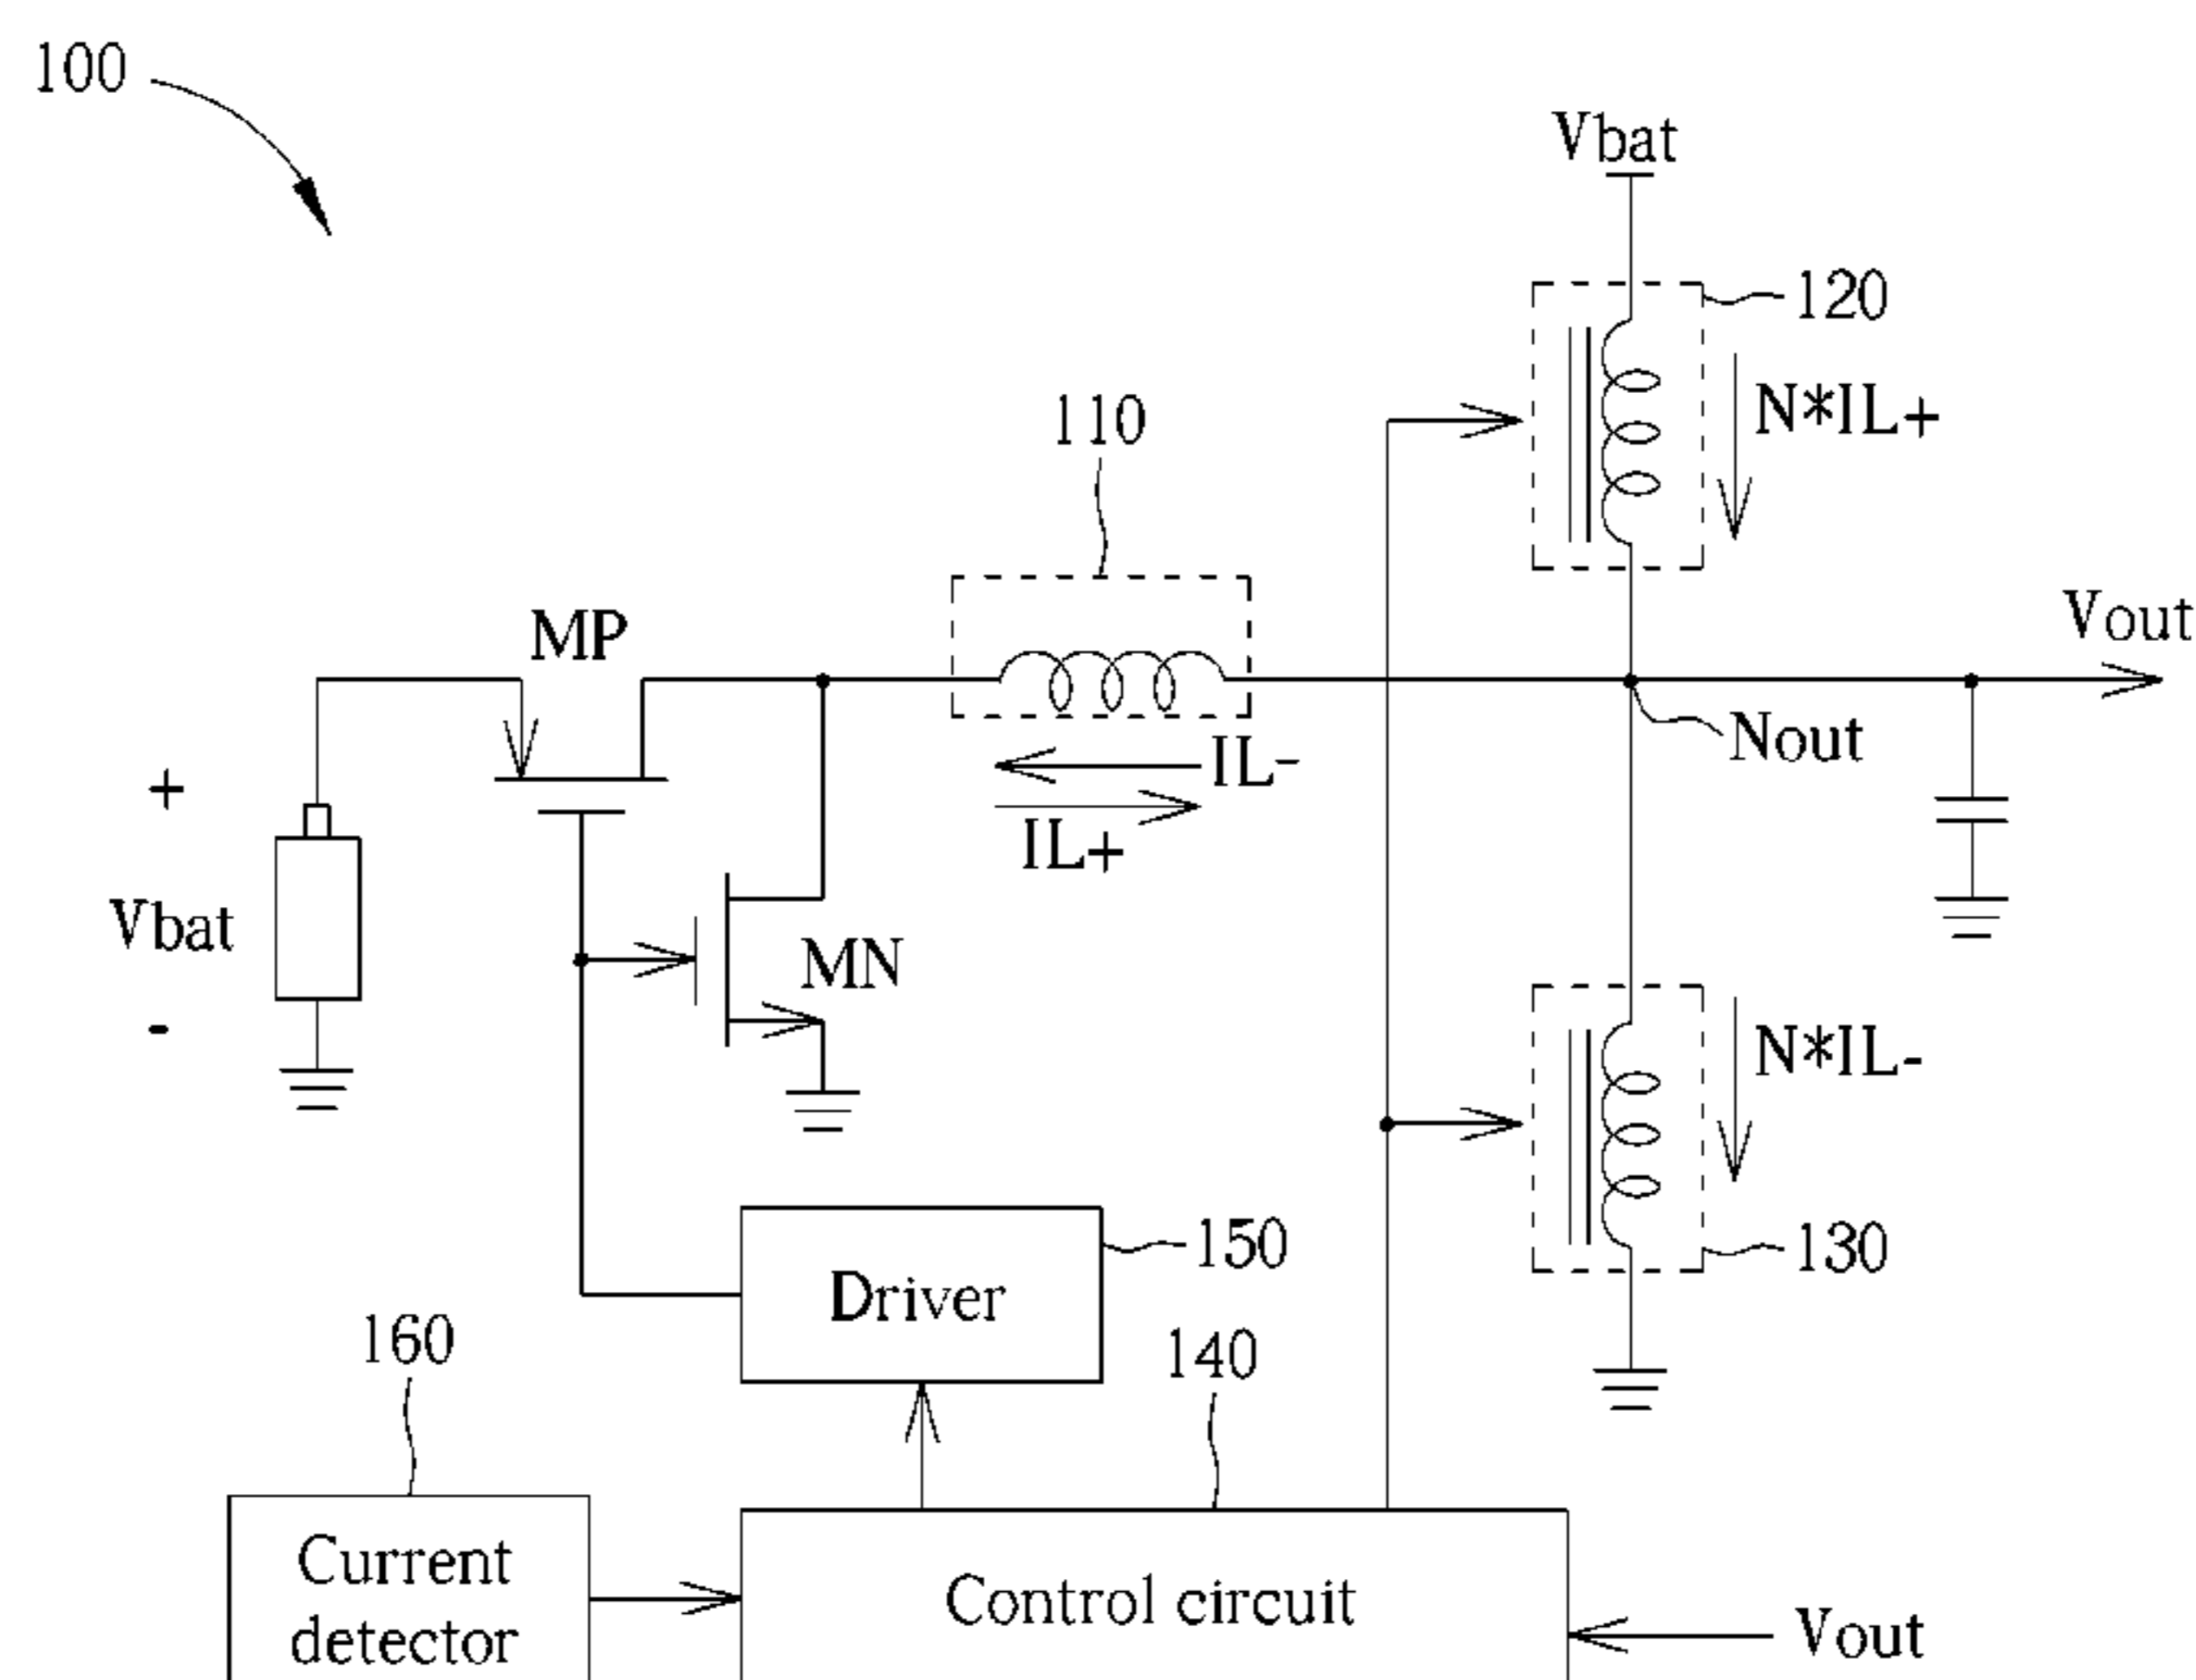 100
Vbat
120
N*IL+
110
MP
Vout
Nout
IL-
IL+
+
Vbat
-
MN
N*IL-
150
130
Driver
160
140
Current
detector
Control circuit
Vout